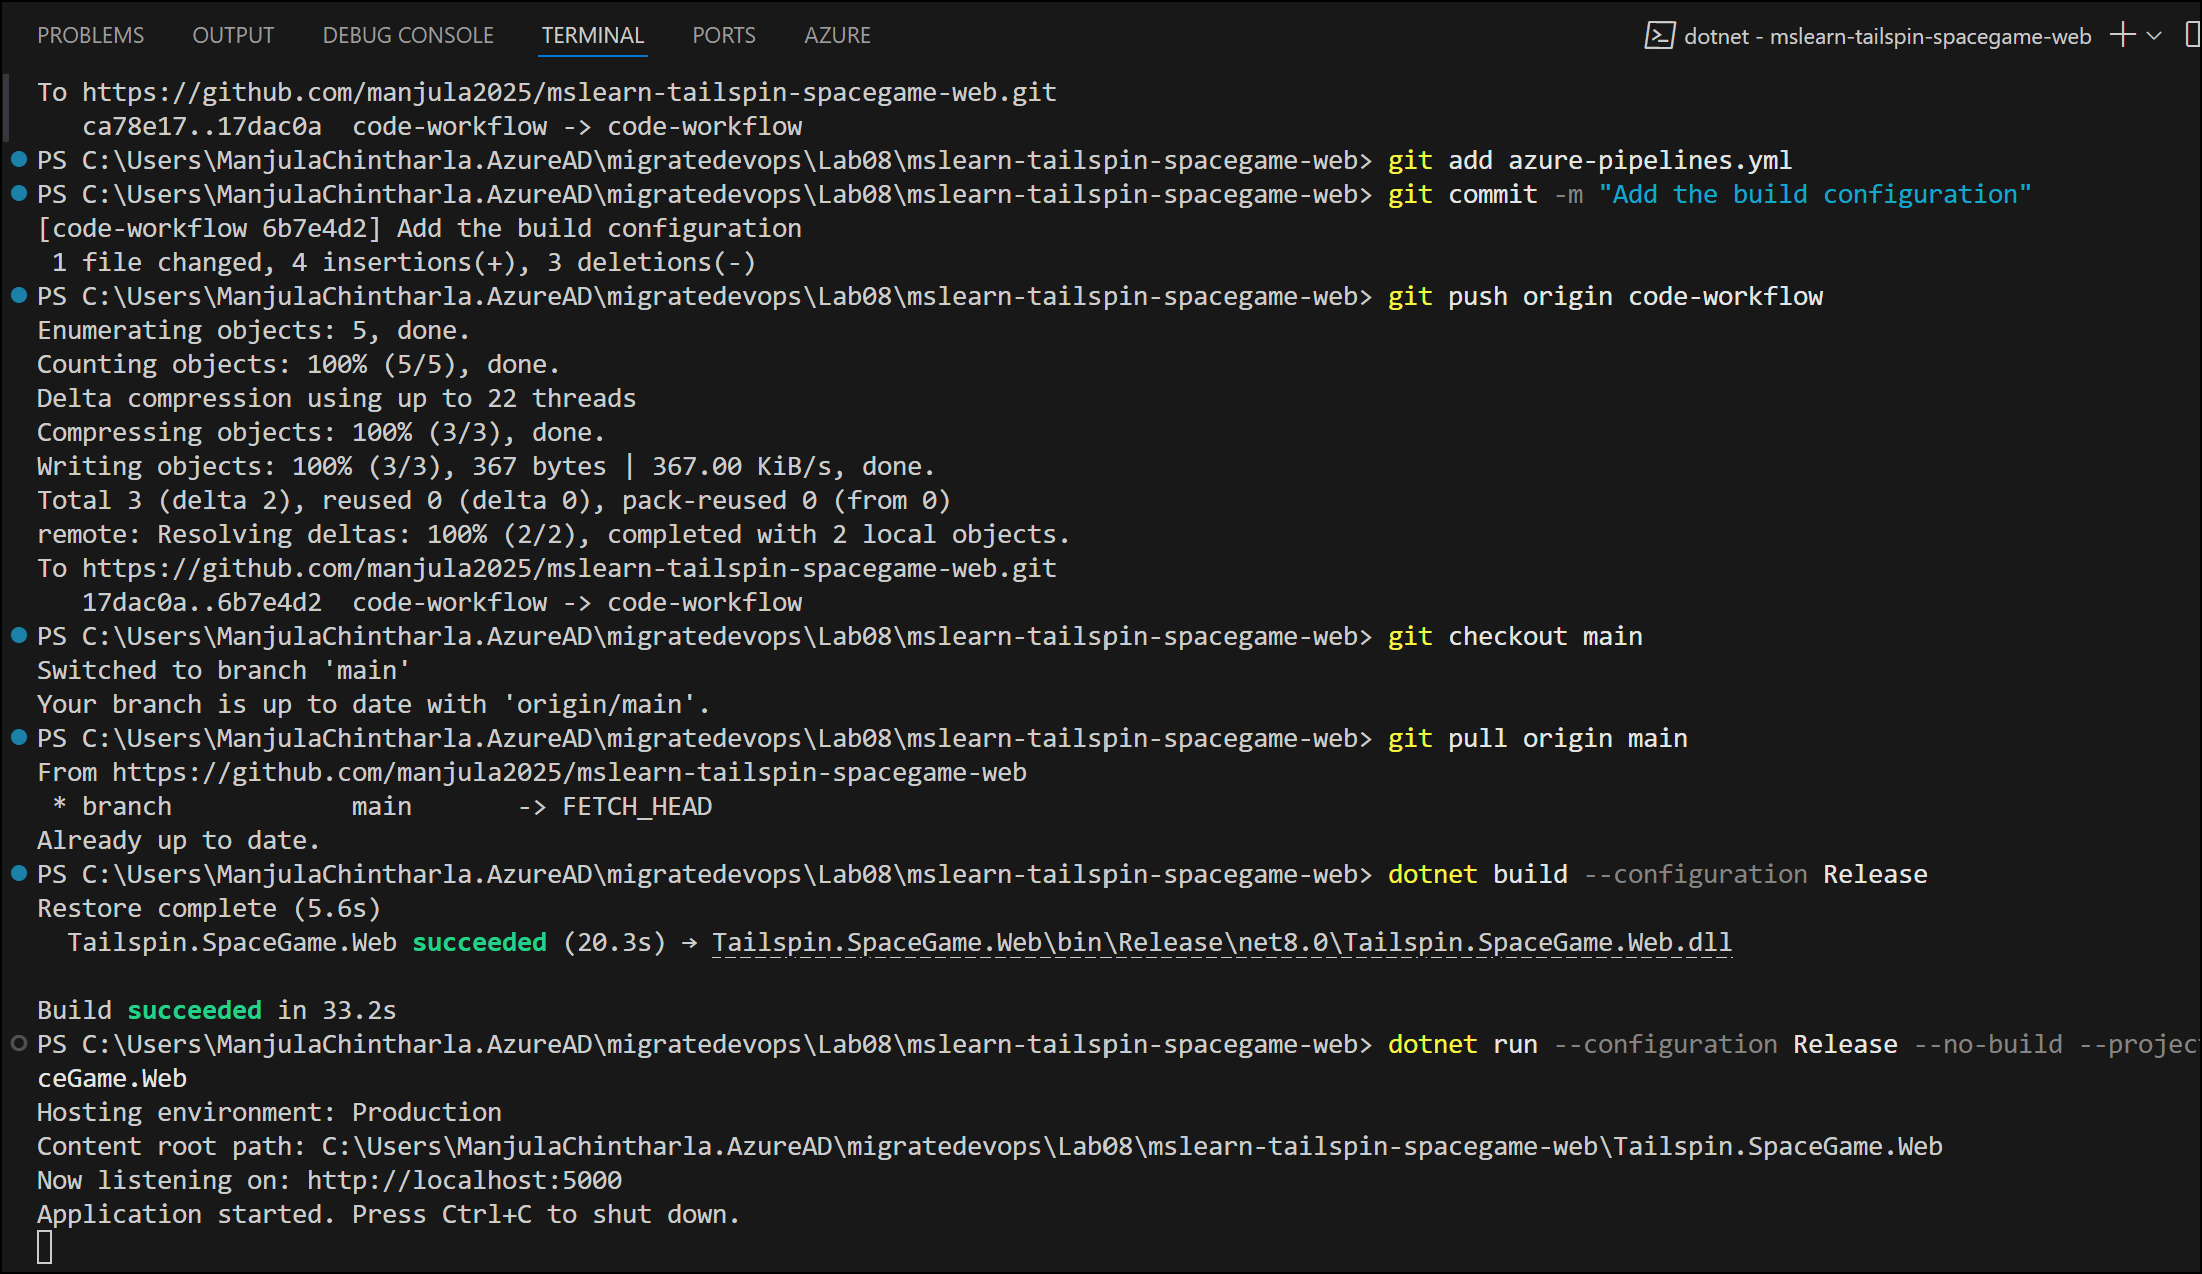 PROBLEMS OUTPUT DEBUG CONSOLE TERMINAL PORTS AZURE dotnet - mslearn-tailspin-spacegame-web
To https://github.com/manjula2025/mslearn-tailspin-spacegame-web.git
   ca78e17..17dac0a  code-workflow -> code-workflow
PS C:\Users\ManjulaChintharla.AzureAD\migratedevops\Lab08\mslearn-tailspin-spacegame-web> git add azure-pipelines.yml
PS C:\Users\ManjulaChintharla.AzureAD\migratedevops\Lab08\mslearn-tailspin-spacegame-web> git commit -m "Add the build configuration"
[code-workflow 6b7e4d2] Add the build configuration
 1 file changed, 4 insertions(+), 3 deletions(-)
PS C:\Users\ManjulaChintharla.AzureAD\migratedevops\Lab08\mslearn-tailspin-spacegame-web> git push origin code-workflow
Enumerating objects: 5, done.
Counting objects: 100% (5/5), done.
Delta compression using up to 22 threads
Compressing objects: 100% (3/3), done.
Writing objects: 100% (3/3), 367 bytes | 367.00 KiB/s, done.
Total 3 (delta 2), reused 0 (delta 0), pack-reused 0 (from 0)
remote: Resolving deltas: 100% (2/2), completed with 2 local objects.
To https://github.com/manjula2025/mslearn-tailspin-spacegame-web.git
   17dac0a..6b7e4d2  code-workflow -> code-workflow
PS C:\Users\ManjulaChintharla.AzureAD\migratedevops\Lab08\mslearn-tailspin-spacegame-web> git checkout main
Switched to branch 'main'
Your branch is up to date with 'origin/main'.
PS C:\Users\ManjulaChintharla.AzureAD\migratedevops\Lab08\mslearn-tailspin-spacegame-web> git pull origin main
From https://github.com/manjula2025/mslearn-tailspin-spacegame-web
 * branch            main       -> FETCH_HEAD
Already up to date.
PS C:\Users\ManjulaChintharla.AzureAD\migratedevops\Lab08\mslearn-tailspin-spacegame-web> dotnet build --configuration Release
Restore complete (5.6s)
  Tailspin.SpaceGame.Web succeeded (20.3s) → Tailspin.SpaceGame.Web\bin\Release\net8.0\Tailspin.SpaceGame.Web.dll
Build succeeded in 33.2s
PS C:\Users\ManjulaChintharla.AzureAD\migratedevops\Lab08\mslearn-tailspin-spacegame-web> dotnet run --configuration Release --no-build --projec
ceGame.Web
Hosting environment: Production
Content root path: C:\Users\ManjulaChintharla.AzureAD\migratedevops\Lab08\mslearn-tailspin-spacegame-web\Tailspin.SpaceGame.Web
Now listening on: http://localhost:5000
Application started. Press Ctrl+C to shut down.